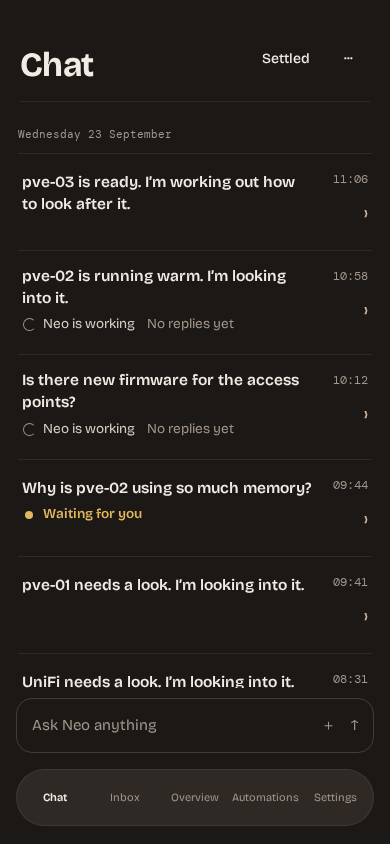 Chat
Settled
Wednesday 23 September
pve-03 is ready. I'm working out how
to look after it.
11:06
pve-02 is running warm. I'm looking
into it.
10:58
Neo is working No replies yet
Is there new firmware for the access
points?
10:12
Neo is working No replies yet
Why is pve-02 using so much memory?
09:44
Waiting for you
pve-01 needs a look. I'm looking into it.
09:41
UniFi needs a look. I'm looking into it.
08:31
Ask Neo anything
Chat Inbox Overview Automations Settings